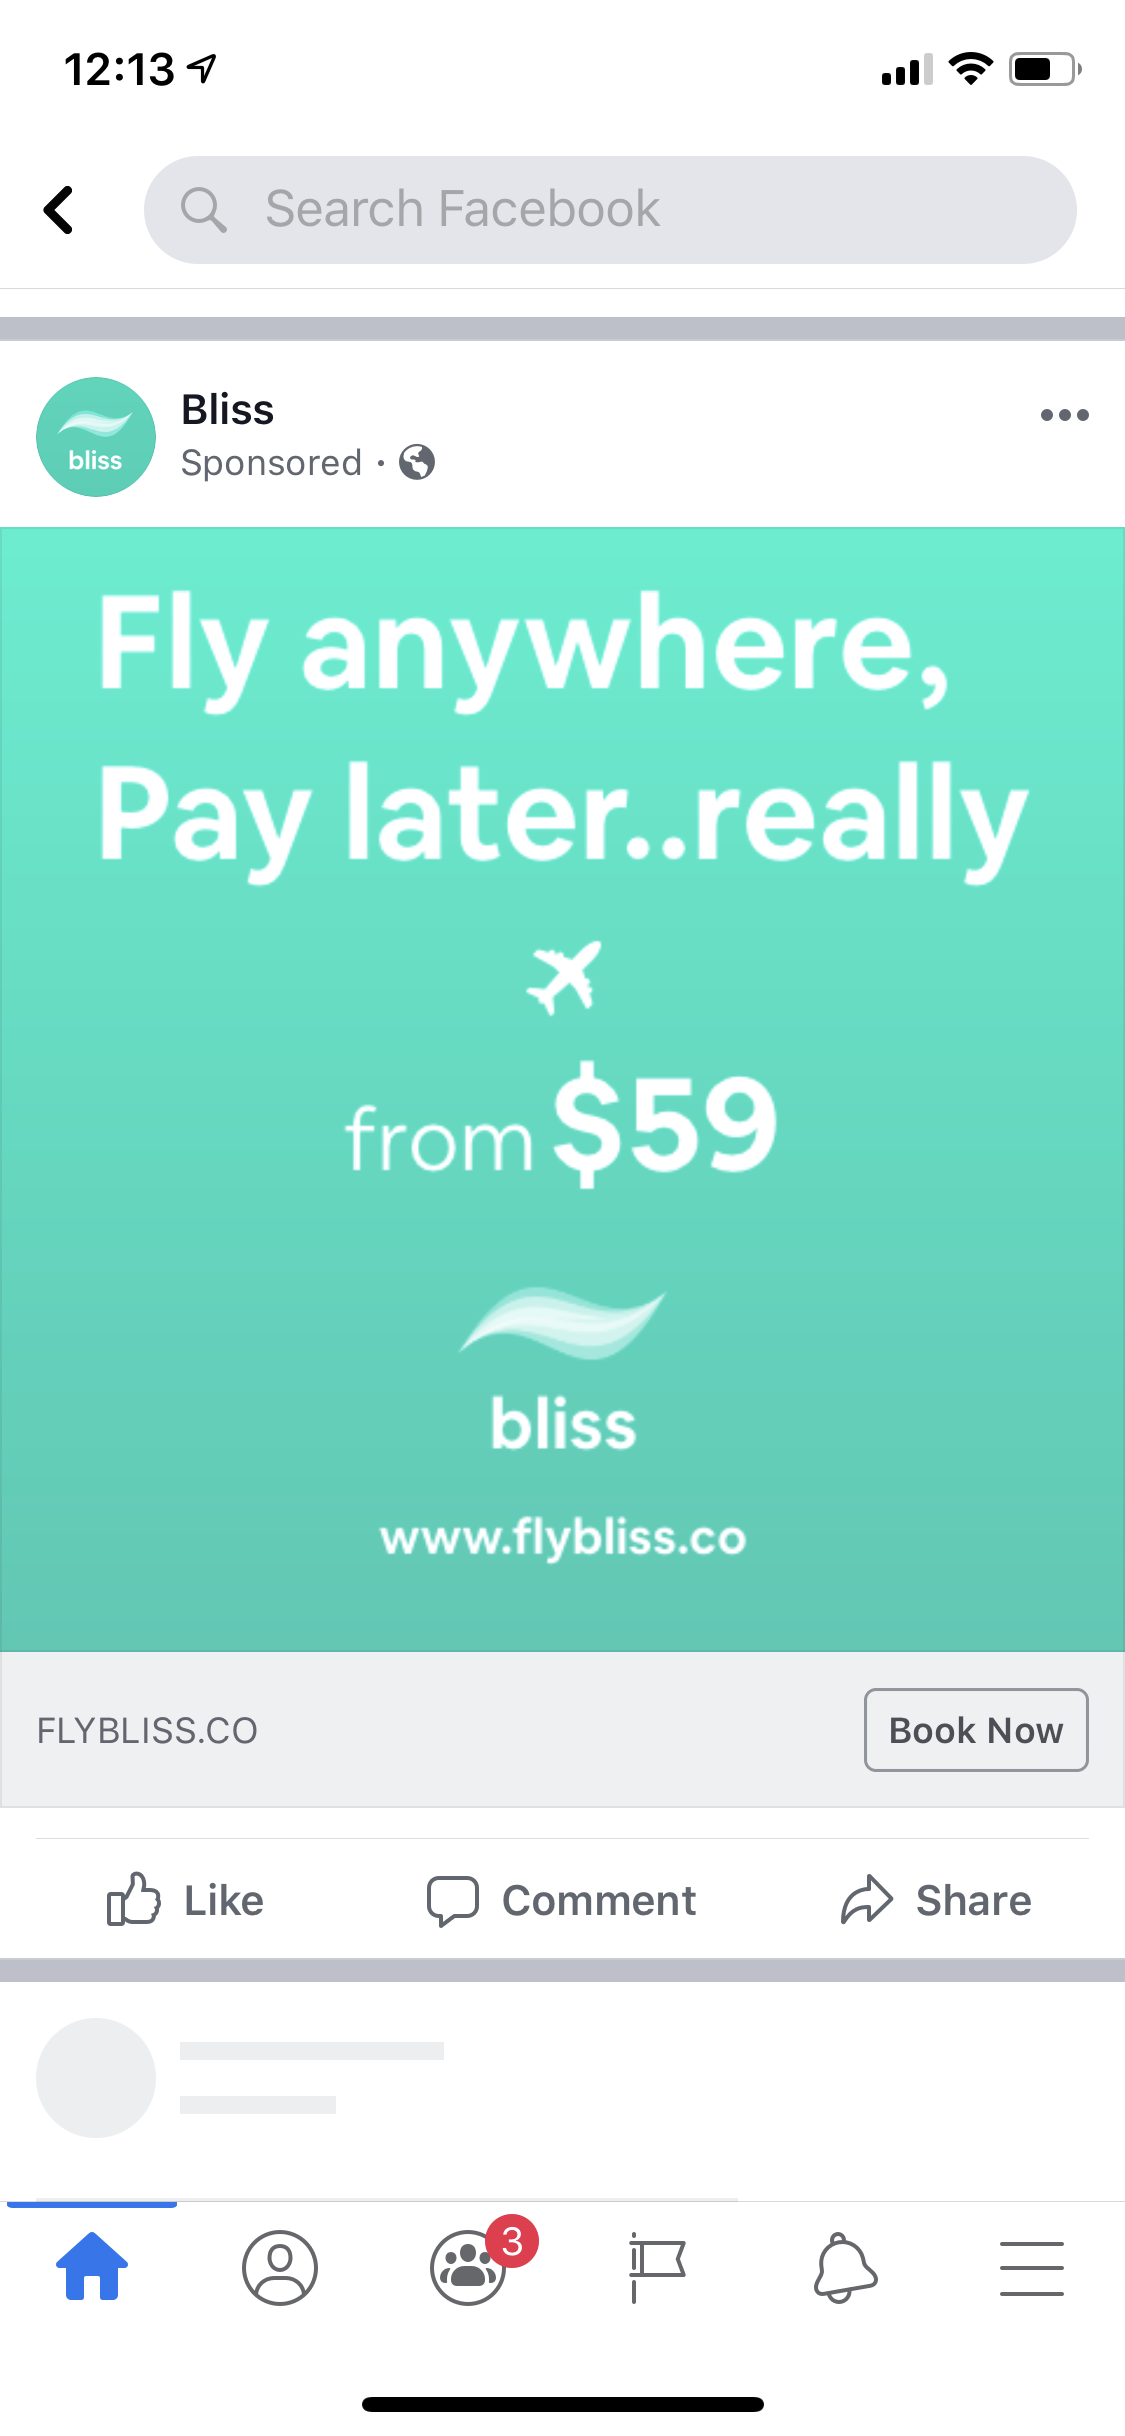 12:13
Search Facebook
Bliss
Sponsored ·
bliss
Fly anywhere,
Pay later..really
from $59
bliss
www.flybliss.co
FLYBLISS.CO
Book Now
Like
Comment
Share
3